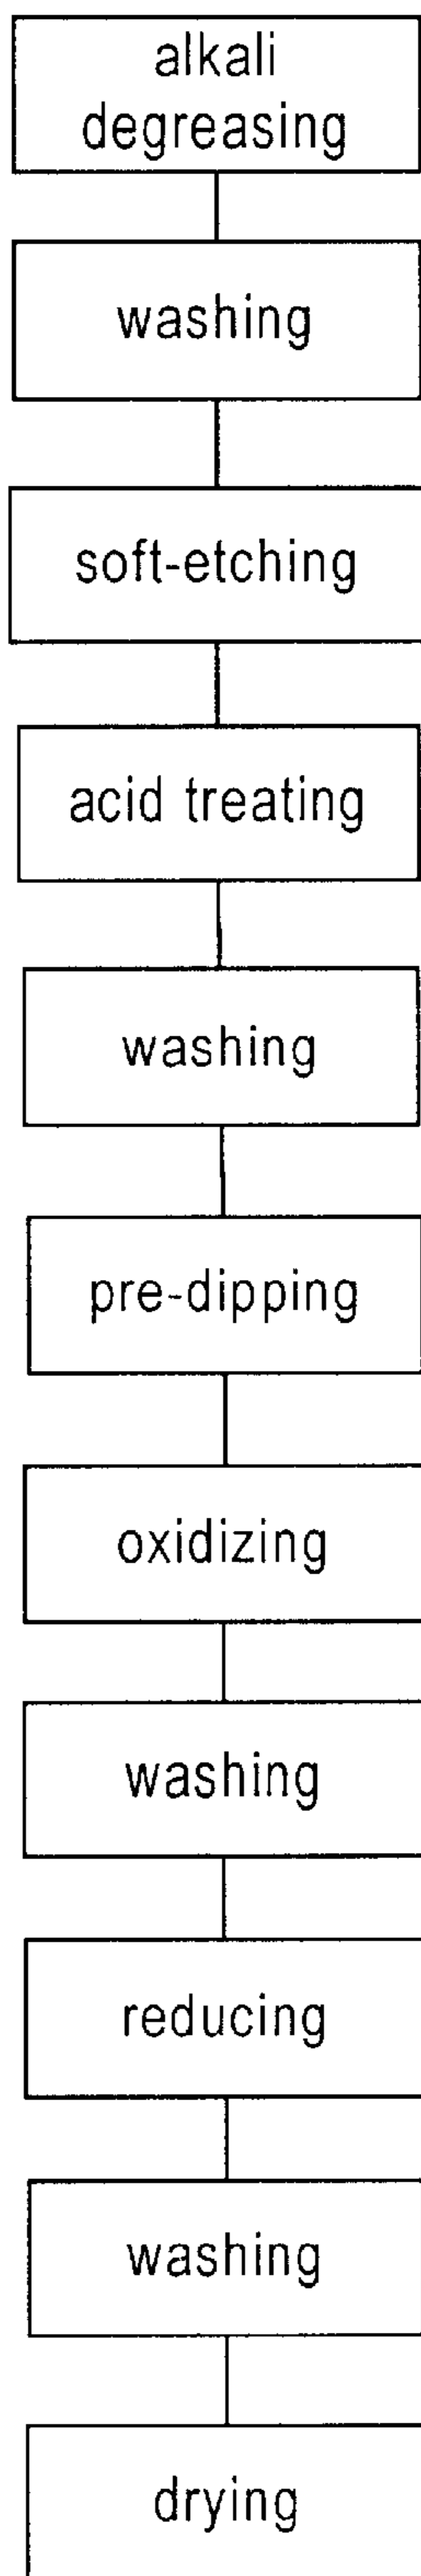 alkali
degreasing
washing
soft-etching
acid treating
washing
pre-dipping
oxidizing
washing
reducing
washing
drying